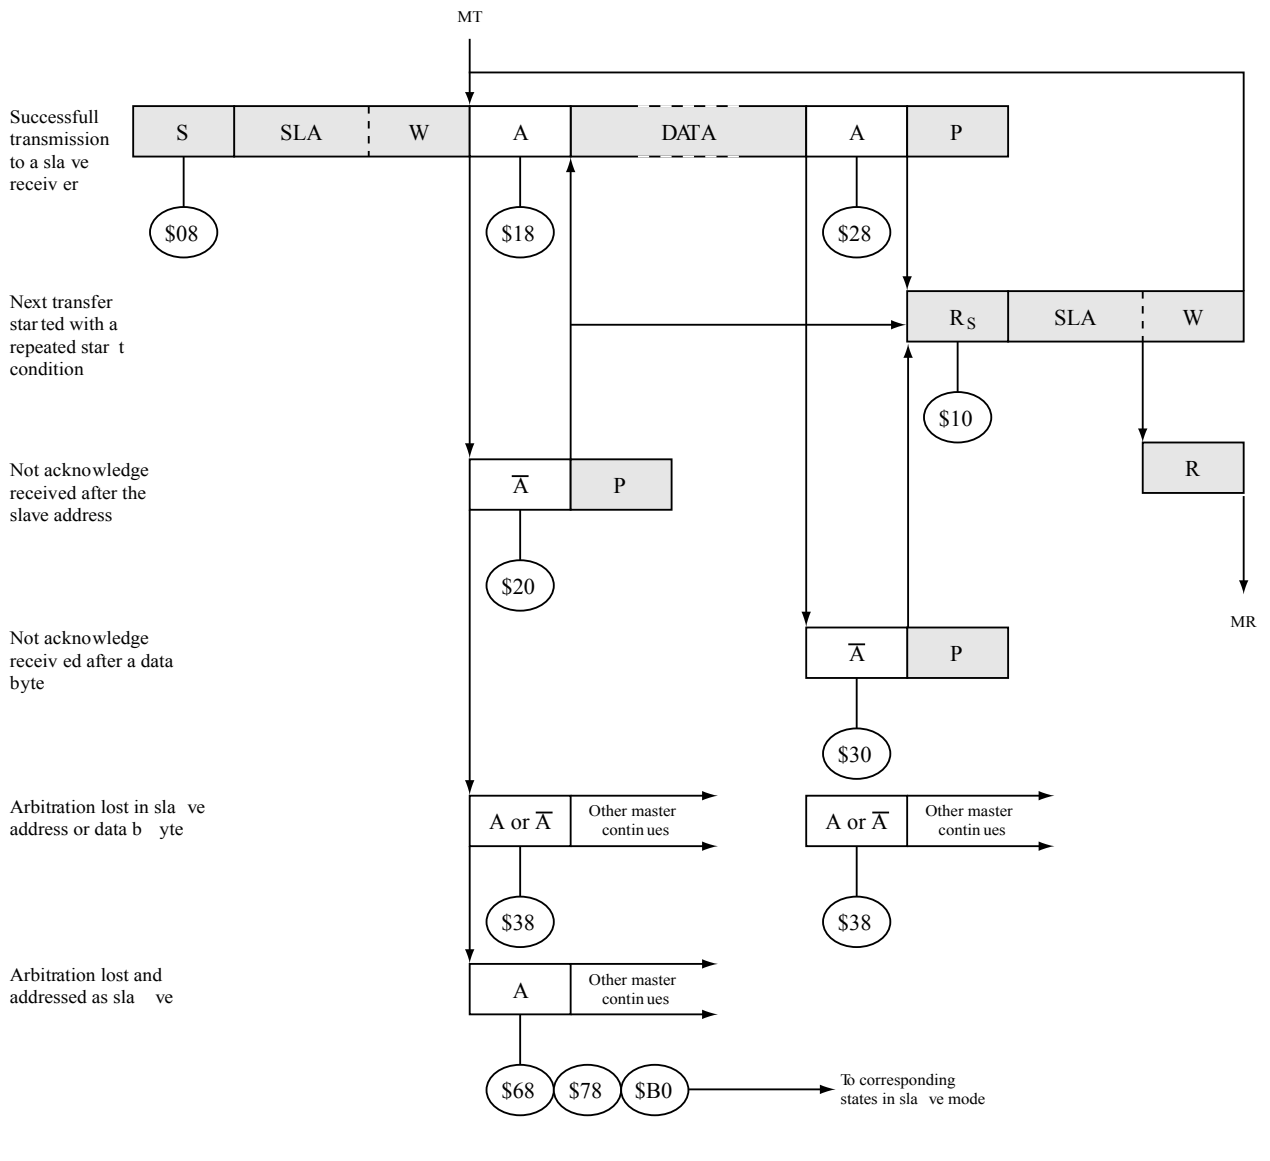 MT
Successfull
transmission
to a sla ve
receiv er
S SLA W A DATA A P
$08 $18 $28
Next transfer
star ted with a
repeated star t
condition
RS SLA W
$10
Not acknowledge
received after the
slave address
A̅ P
R
$20
MR
Not acknowledge
receiv ed after a data
byte
A̅ P
$30
Arbitration lost in sla ve
address or data b yte
A or A̅ Other master
contin ues
A or A̅ Other master
contin ues
$38 $38
Arbitration lost and
addressed as sla ve
A Other master
contin ues
$68 $78 $B0
To corresponding
states in sla ve mode